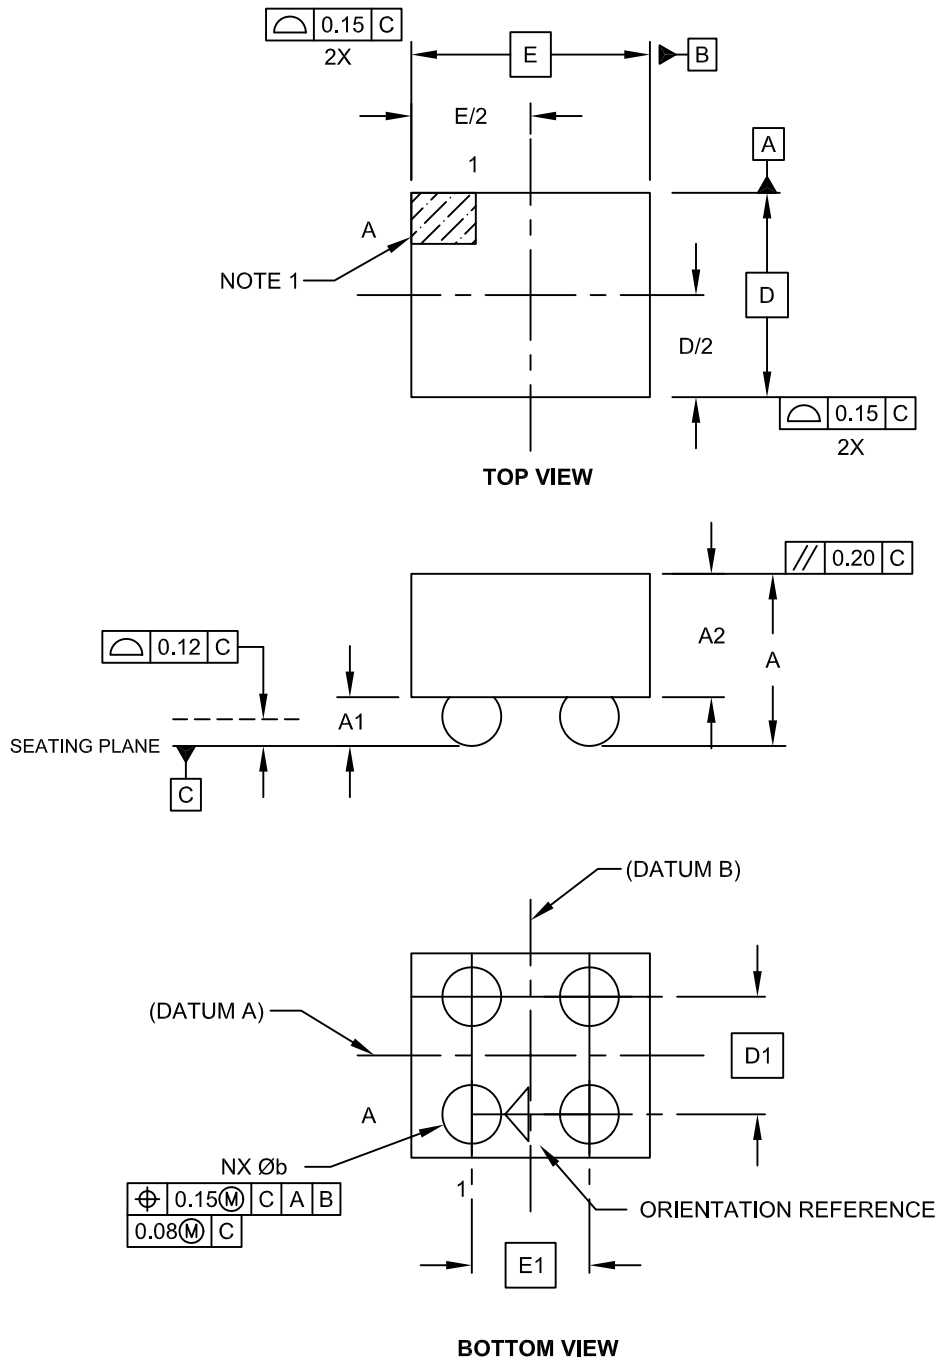 0.15 C
2X
E
B
E/2
1
A
A
NOTE 1
D
D/2
0.15 C
2X
TOP VIEW
// 0.20 C
A2
A
0.12 C
A1
SEATING PLANE
C
(DATUM B)
(DATUM A)
D1
A
NX Øb
⌖ 0.15Ⓜ C A B
0.08Ⓜ C
1
ORIENTATION REFERENCE
E1
BOTTOM VIEW